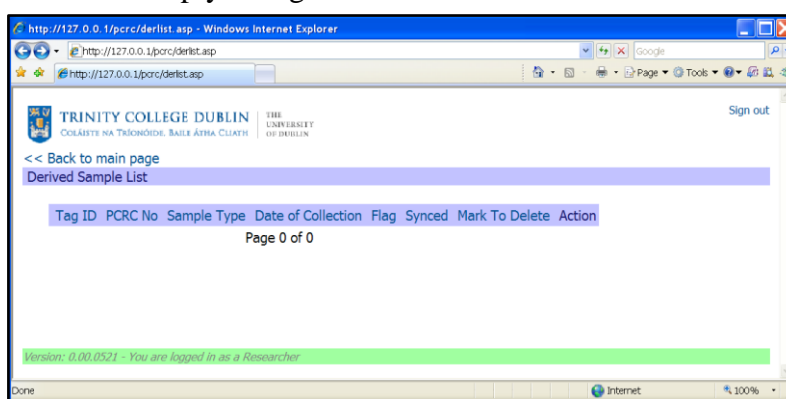 http://127.0.0.1/pcrc/derlist.asp - Windows Internet Explorer
http://127.0.0.1/pcrc/derlist.asp
Google
http://127.0.0.1/pcrc/derlist.asp
Page
Tools
TRINITY COLLEGE DUBLIN
COLÁISTE NA TRÍONÓIDE, BAILE ÁTHA CLIATH
THE
UNIVERSITY
OF DUBLIN
Sign out
<< Back to main page
Derived Sample List
Tag ID PCRC No Sample Type Date of Collection Flag Synced Mark To Delete Action
Page 0 of 0
Version: 0.00.0521 - You are logged in as a Researcher
Done
Internet
100%